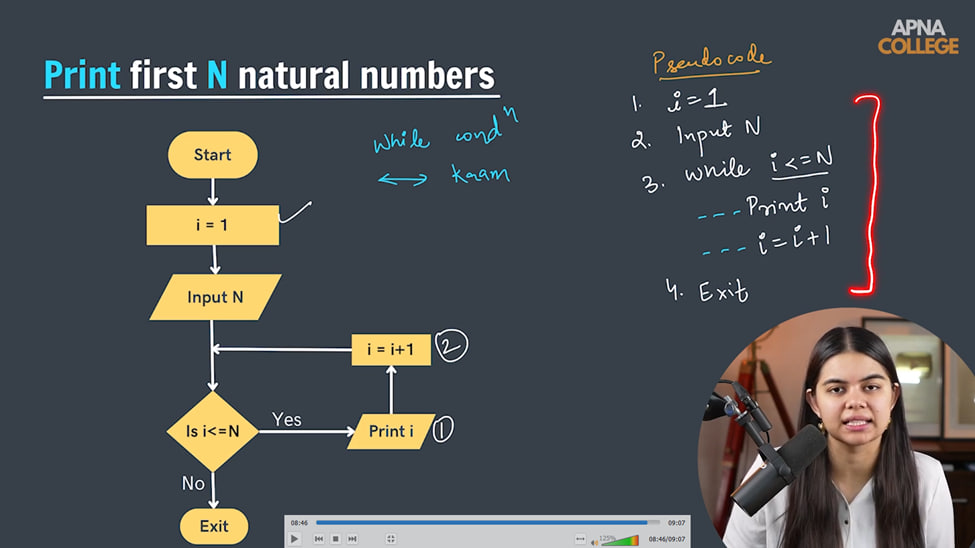 APNA
COLLEGE
Print first N natural numbers
Pseudocode
1. i=1
2. Input N
3. while i<=N
---Print i
--- i=i+1
4. Exit
While condⁿ
↔ kaam
Start
i = 1
Input N
i = i+1
2
Is i<=N
Yes
Print i
1
No
Exit
08:46
09:07
125%
08:46/09:07